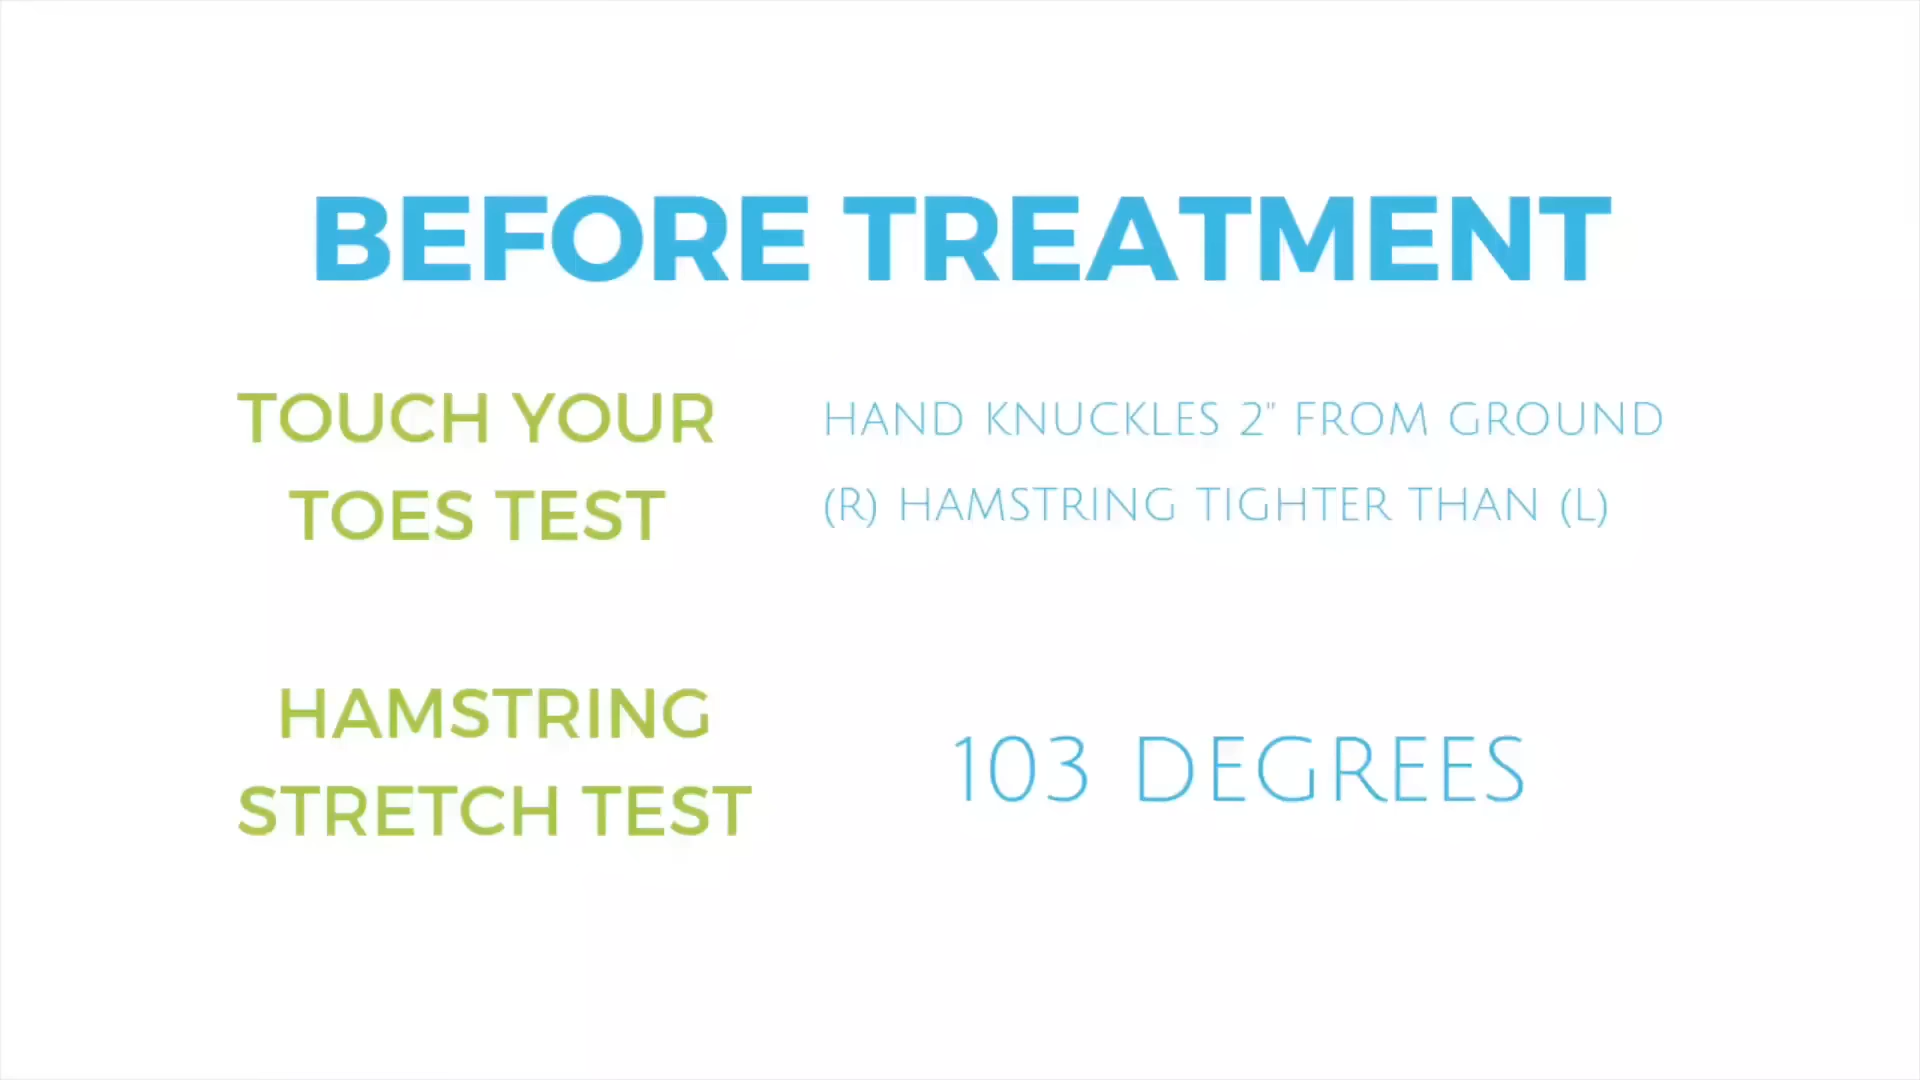 BEFORE TREATMENT
TOUCH YOUR
TOES TEST
HAND KNUCKLES 2" FROM GROUND
(R) HAMSTRING TIGHTER THAN (L)
HAMSTRING
STRETCH TEST
103 DEGREES